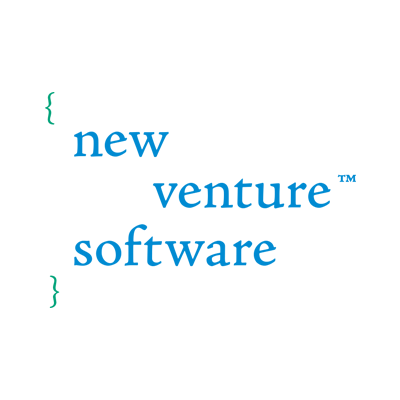 {
new
venture™
software
}